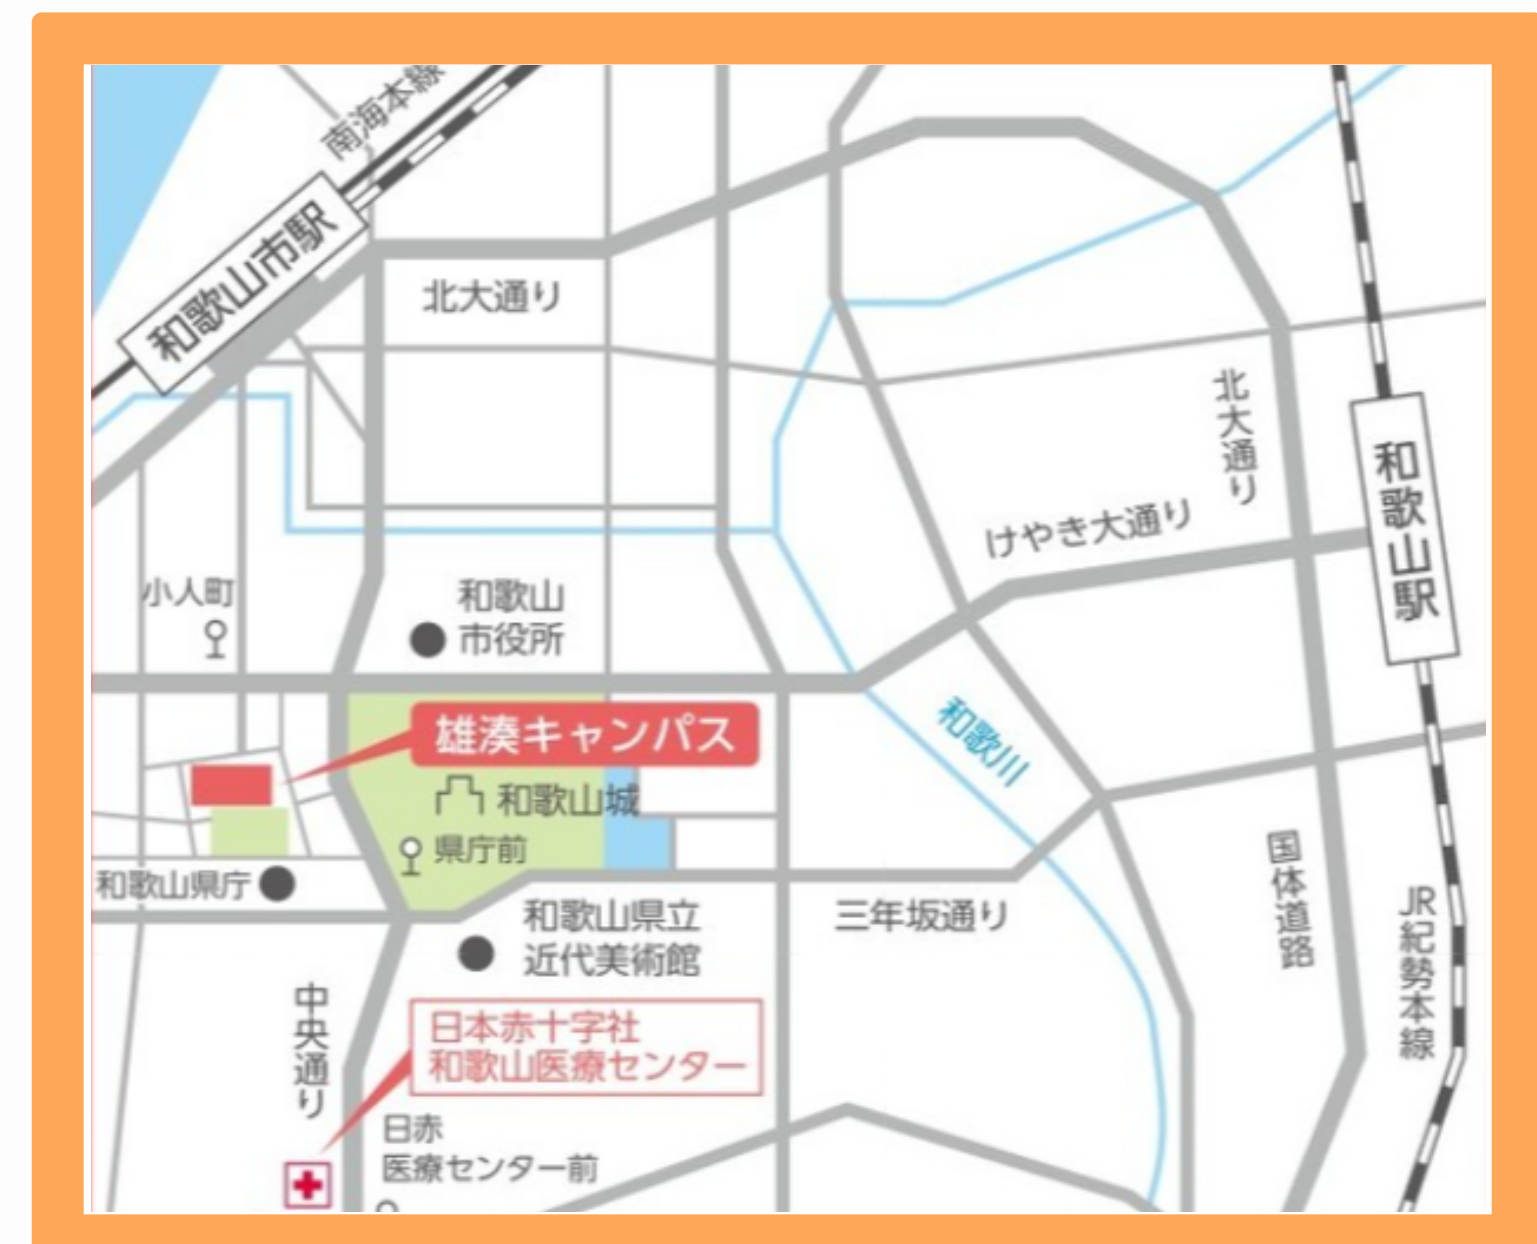 南海本線
和歌山市駅
北大通り
北大通り
和歌山駅
けやき大通り
小人町
和歌山
市役所
雄湊キャンパス
和歌川
和歌山城
県庁前
和歌山県庁
国体道路
JR紀勢本線
和歌山県立
近代美術館
三年坂通り
中央通り
日本赤十字社
和歌山医療センター
日赤
医療センター前